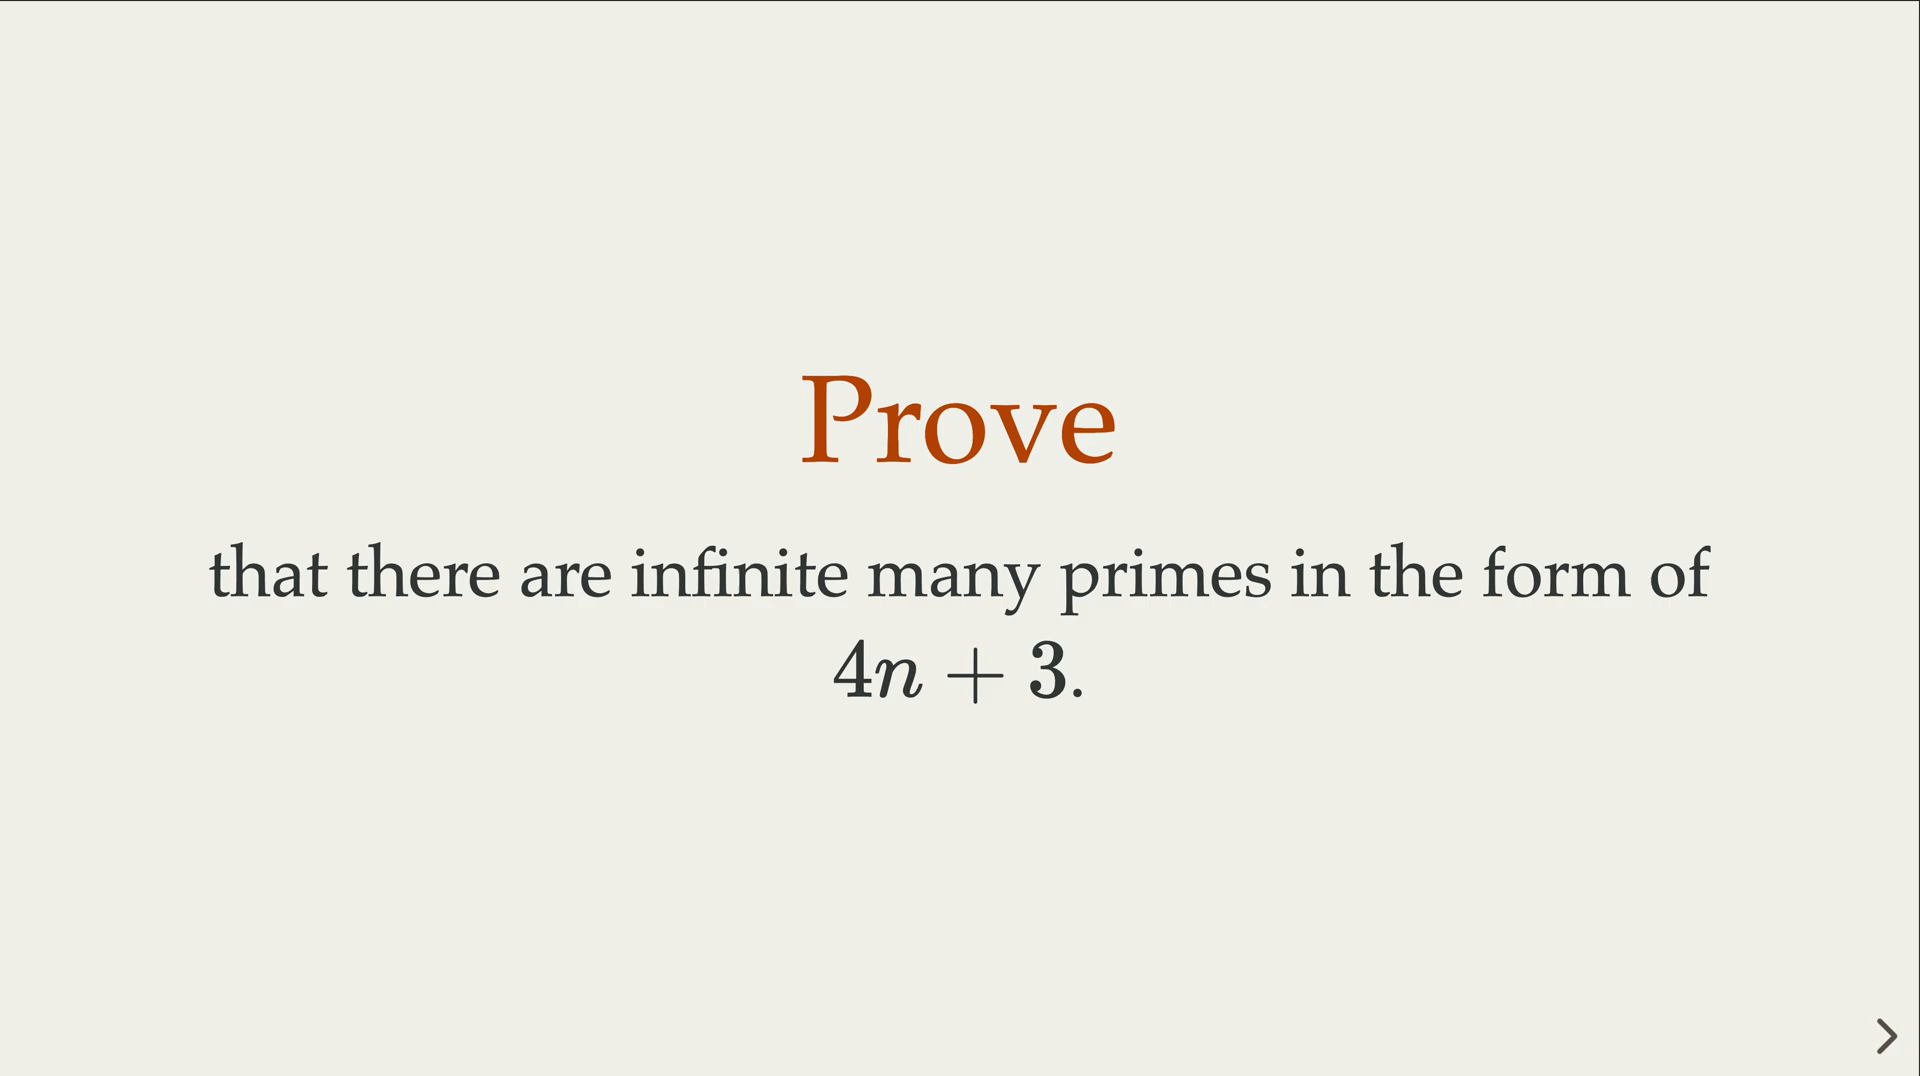 Prove
that there are infinite many primes in the form of
4n + 3.